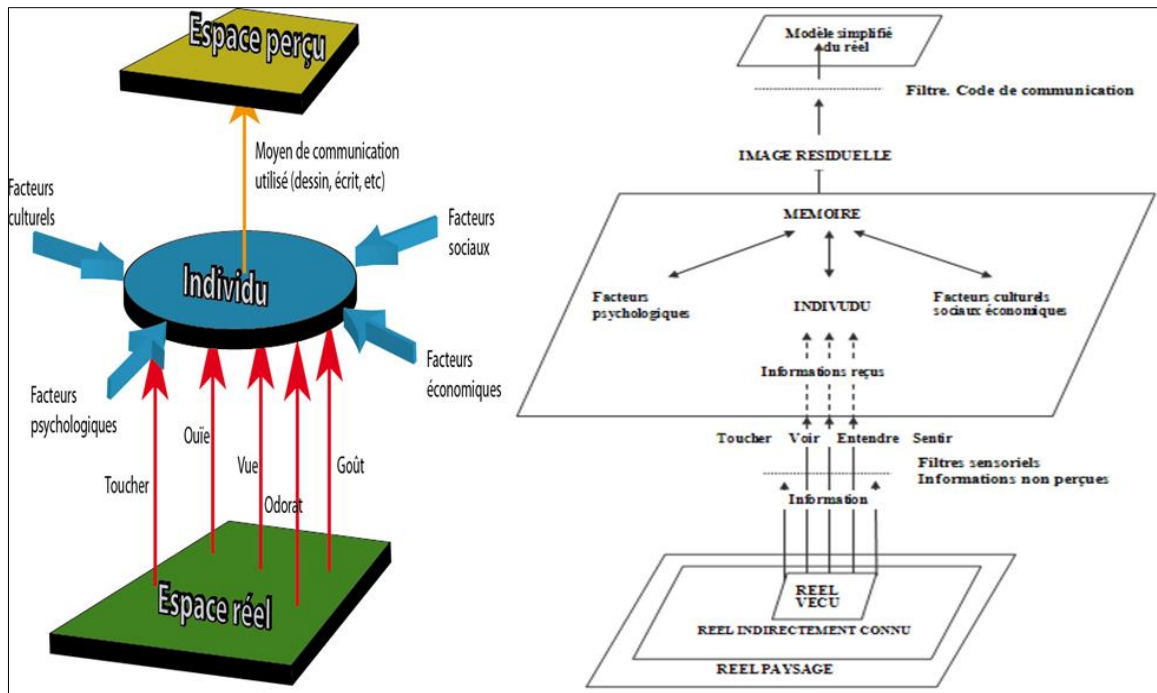 Espace perçu
Moyen de communication
utilisé (dessin, écrit, etc)
Facteurs
culturels
Facteurs
sociaux
Individu
Facteurs
psychologiques
Facteurs
économiques
Ouïe
Toucher
Vue
Odorat
Goût
Espace réel
Modèle simplifié
du réel
Filtre. Code de communication
IMAGE RESIDUELLE
MEMOIRE
Facteurs
psychologiques
INDIVUDU
Facteurs culturels
sociaux économiques
Informations reçus
Toucher Voir Entendre Sentir
Filtres sensoriels
Informations non perçues
Information
REEL
VECU
REEL INDIRECTEMENT CONNU
REEL PAYSAGE